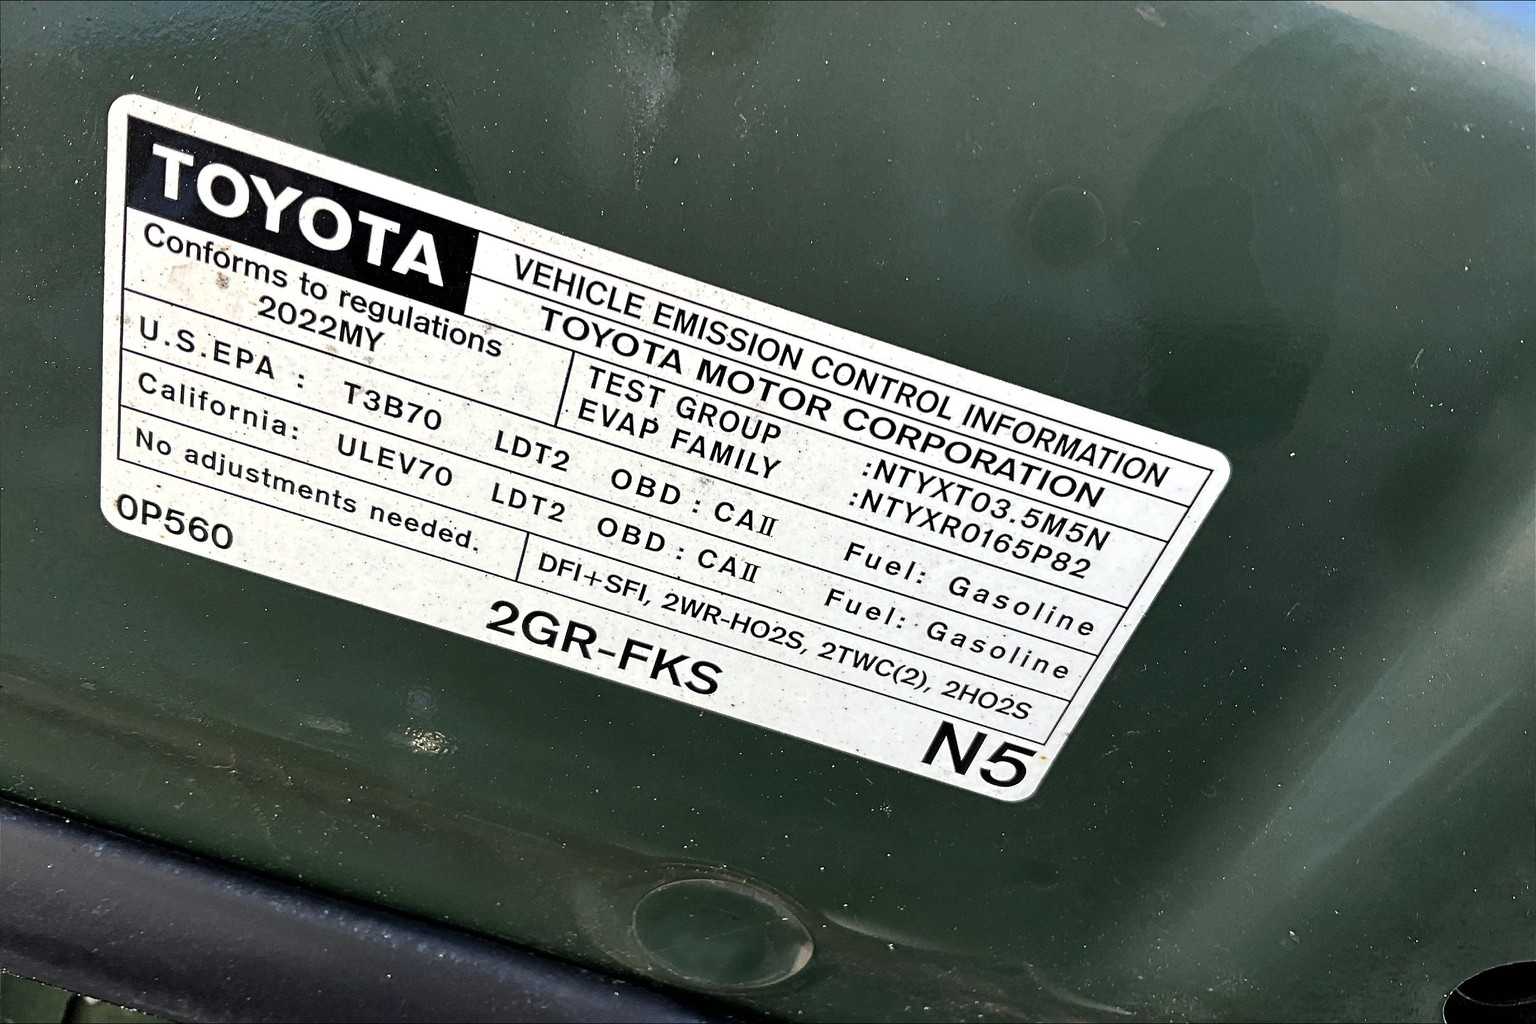 TOYOTA
VEHICLE EMISSION CONTROL INFORMATION
TOYOTA MOTOR CORPORATION
Conforms to regulations
2022MY
TEST GROUP :NTYXT03.5M5N
EVAP FAMILY :NTYXR0165P82
U.S.EPA : T3B70 LDT2 OBD : CAII Fuel: Gasoline
California: ULEV70 LDT2 OBD : CAII Fuel: Gasoline
No adjustments needed. DFI+SFI, 2WR-HO2S, 2TWC(2), 2HO2S
0P560
2GR-FKS
N5